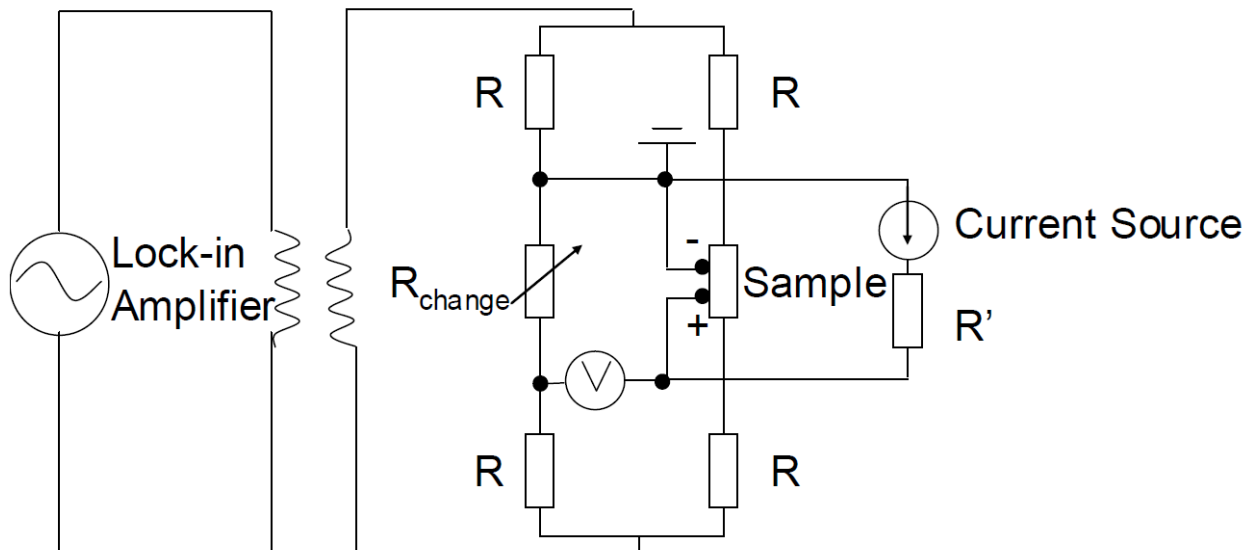 R
R
Lock-in
Amplifier
Current Source
-
Sample
R change
+
R’
V
R
R